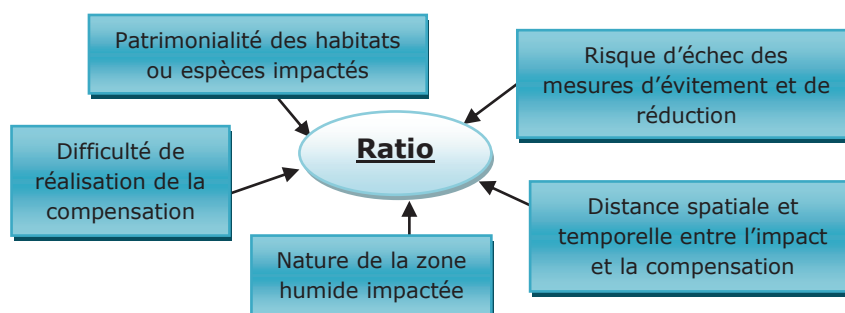 Patrimonialité des habitats
ou espèces impactés
Risque d'échec des
mesures d'évitement et de
réduction
Ratio
Difficulté de
réalisation de la
compensation
Distance spatiale et
temporelle entre l'impact
et la compensation
Nature de la zone
humide impactée